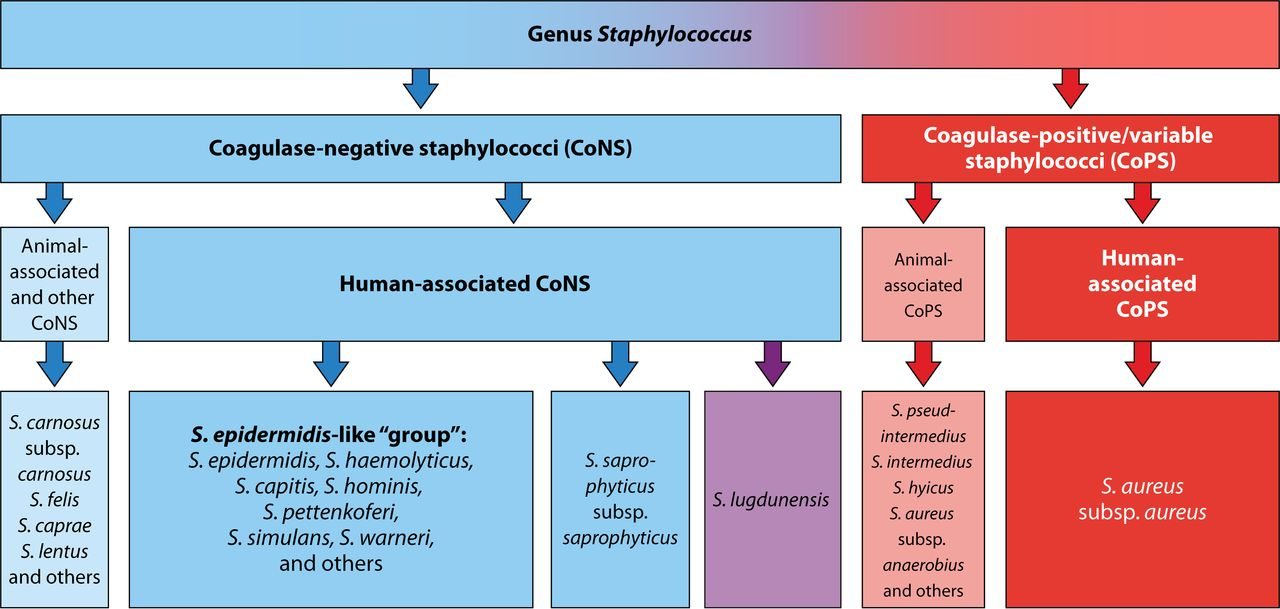 Genus Staphylococcus
Coagulase-negative staphylococci (CoNS)
Coagulase-positive/variable
staphylococci (CoPS)
Animal-
associated
and other
CoNS
Human-associated CoNS
Animal-
associated
CoPS
Human-
associated
CoPS
S. carnosus
subsp.
carnosus
S. felis
S. caprae
S. lentus
and others
S. epidermidis-like “group”:
S. epidermidis, S. haemolyticus,
S. capitis, S. hominis,
S. pettenkoferi,
S. simulans, S. warneri,
and others
S. sapro-
phyticus
subsp.
saprophyticus
S. lugdunensis
S. pseud-
intermedius
S. intermedius
S. hyicus
S. aureus
subsp.
anaerobius
and others
S. aureus
subsp. aureus